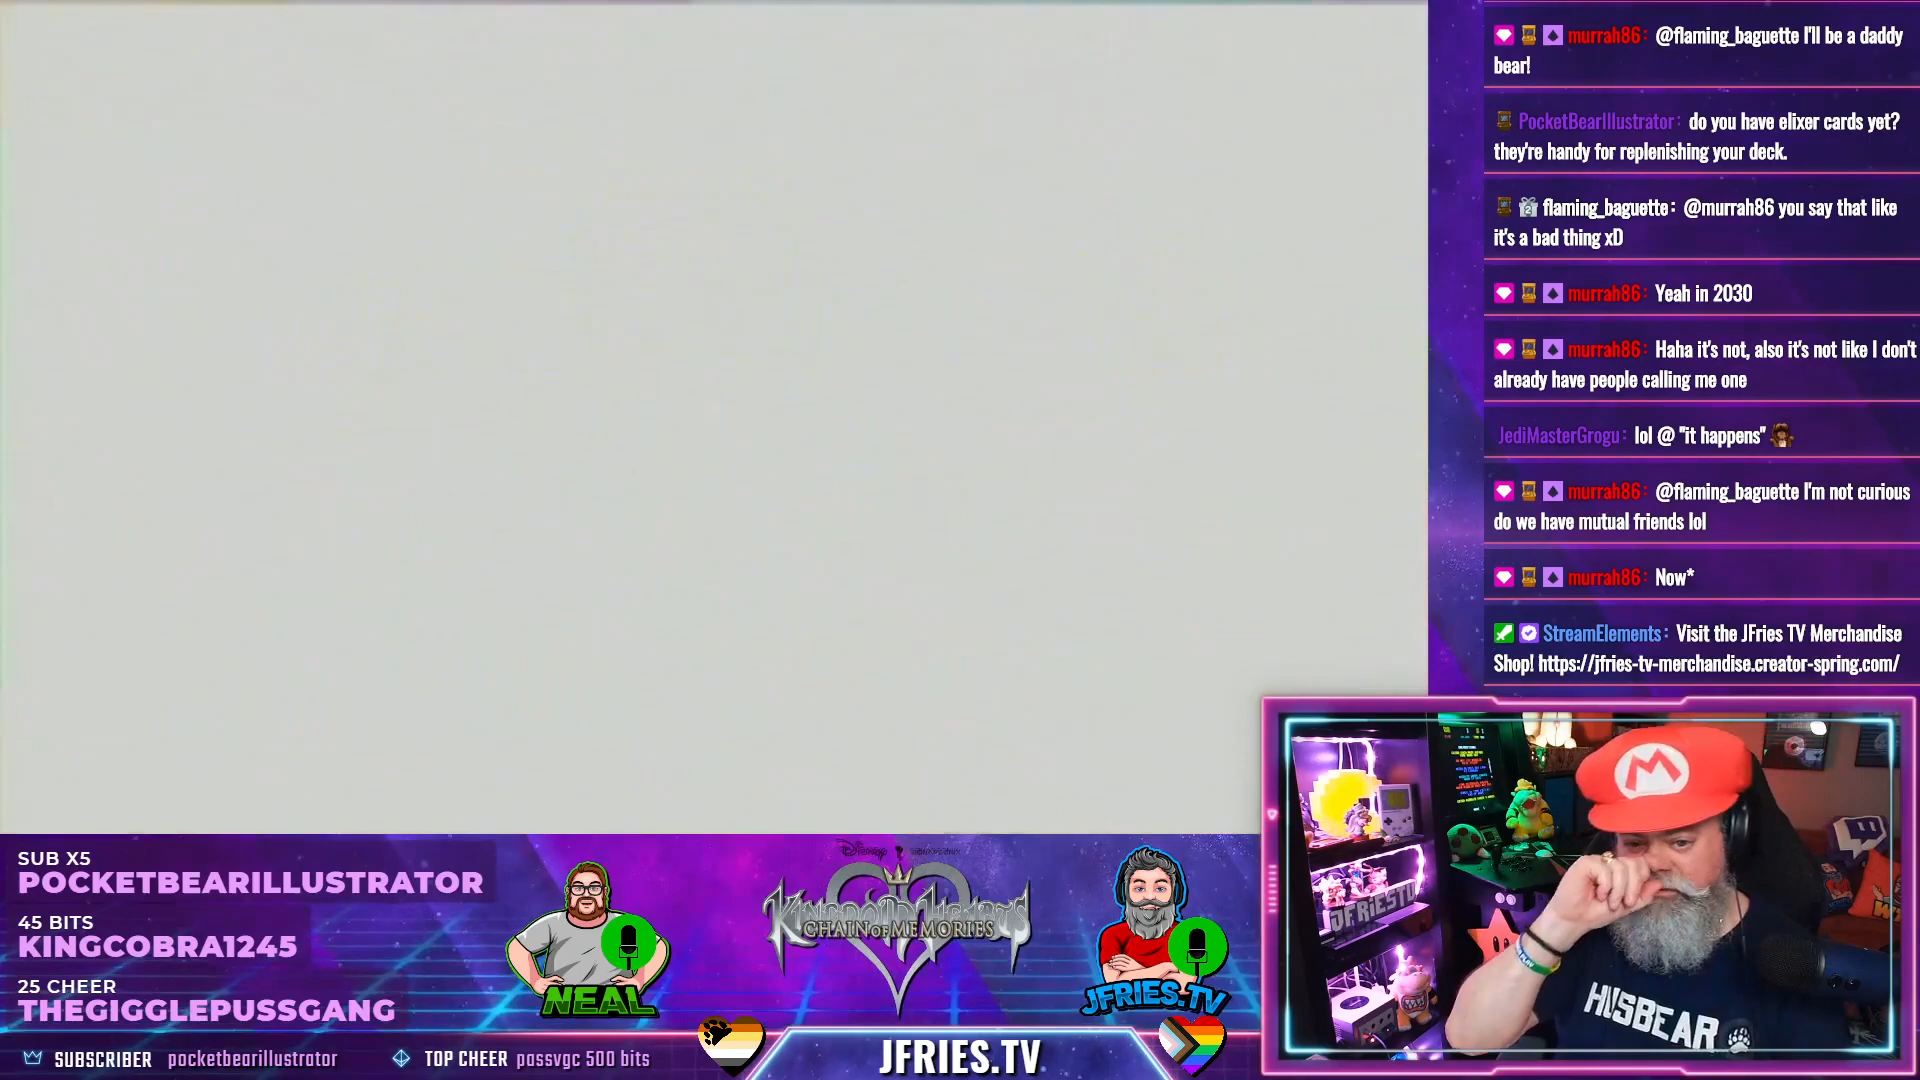 murrah86: @flaming_baguette I'll be a daddy
bear!
PocketBearIllustrator: do you have elixer cards yet?
they're handy for replenishing your deck.
flaming_baguette: @murrah86 you say that like
it's a bad thing xD
murrah86: Yeah in 2030
murrah86: Haha it's not, also it's not like I don't
already have people calling me one
JediMasterGrogu: lol @ "it happens"
murrah86: @flaming_baguette I'm not curious
do we have mutual friends lol
murrah86: Now*
StreamElements: Visit the JFries TV Merchandise
Shop! https://jfries-tv-merchandise.creator-spring.com/
SUB X5
POCKETBEARILLUSTRATOR
45 BITS
KINGCOBRA1245
25 CHEER
THEGIGGLEPUSSGANG
SUBSCRIBER pocketbearillustrator
TOP CHEER passvgc 500 bits
NEAL
Disney
KINGDOM HEARTS
CHAIN OF MEMORIES
JFRIES.TV
JFRIES.TV
M
JFRIESTV
HUSBEAR